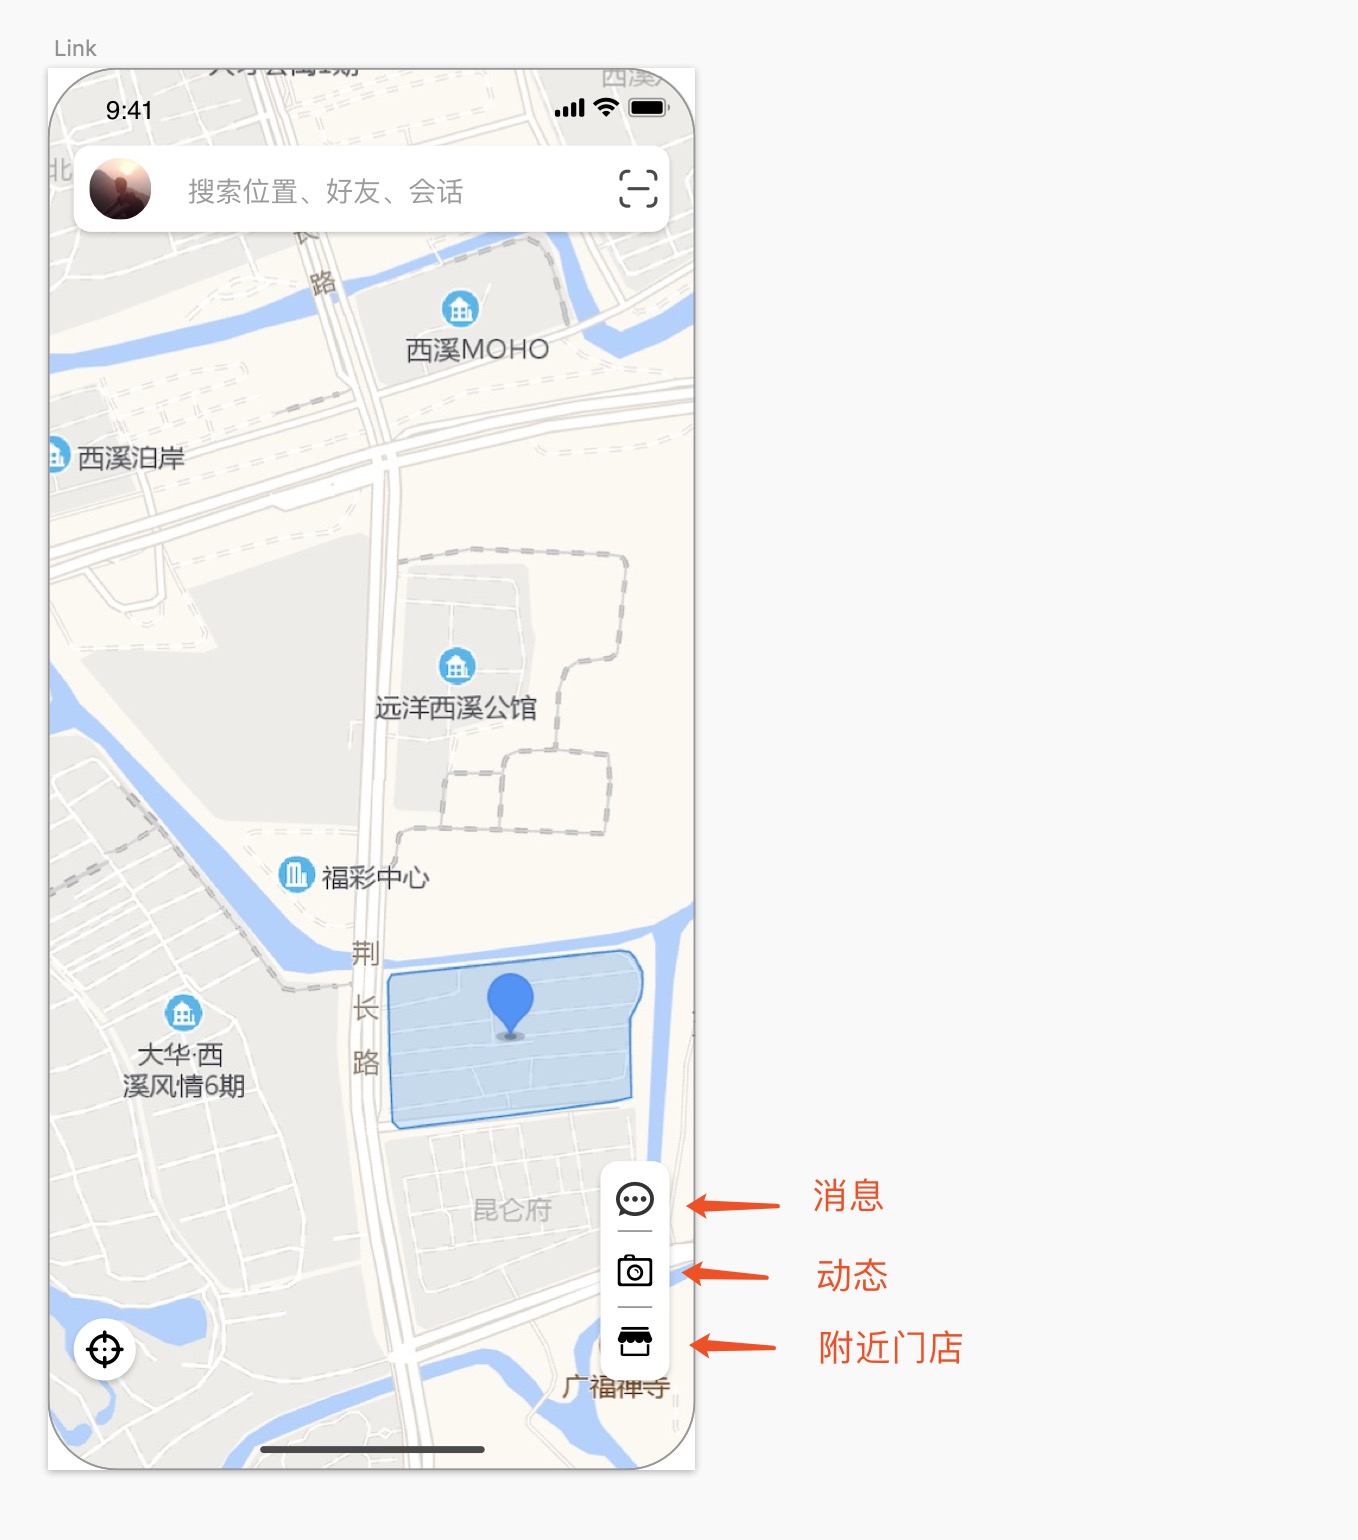 Link
9:41
北
搜索位置、好友、会话
长
路
西溪MOHO
西溪泊岸
远洋西溪公馆
福彩中心
荆
长
路
大华·西
溪风情6期
消息
昆仑府
动态
附近门店
广福禅寺